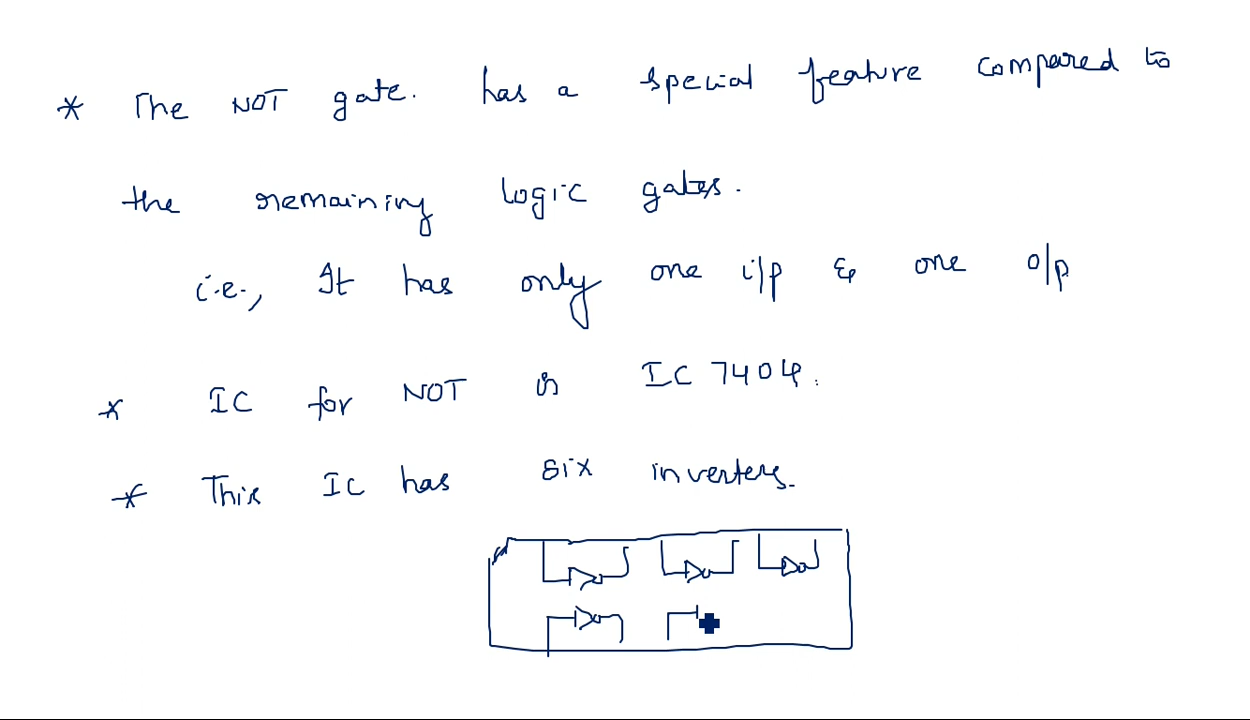 * The NOT gate. has a special feature compared to
the remaining logic gates.
i.e., It has only one i/p & one o/p
* IC for NOT is IC 7404.
* This IC has six inverters.